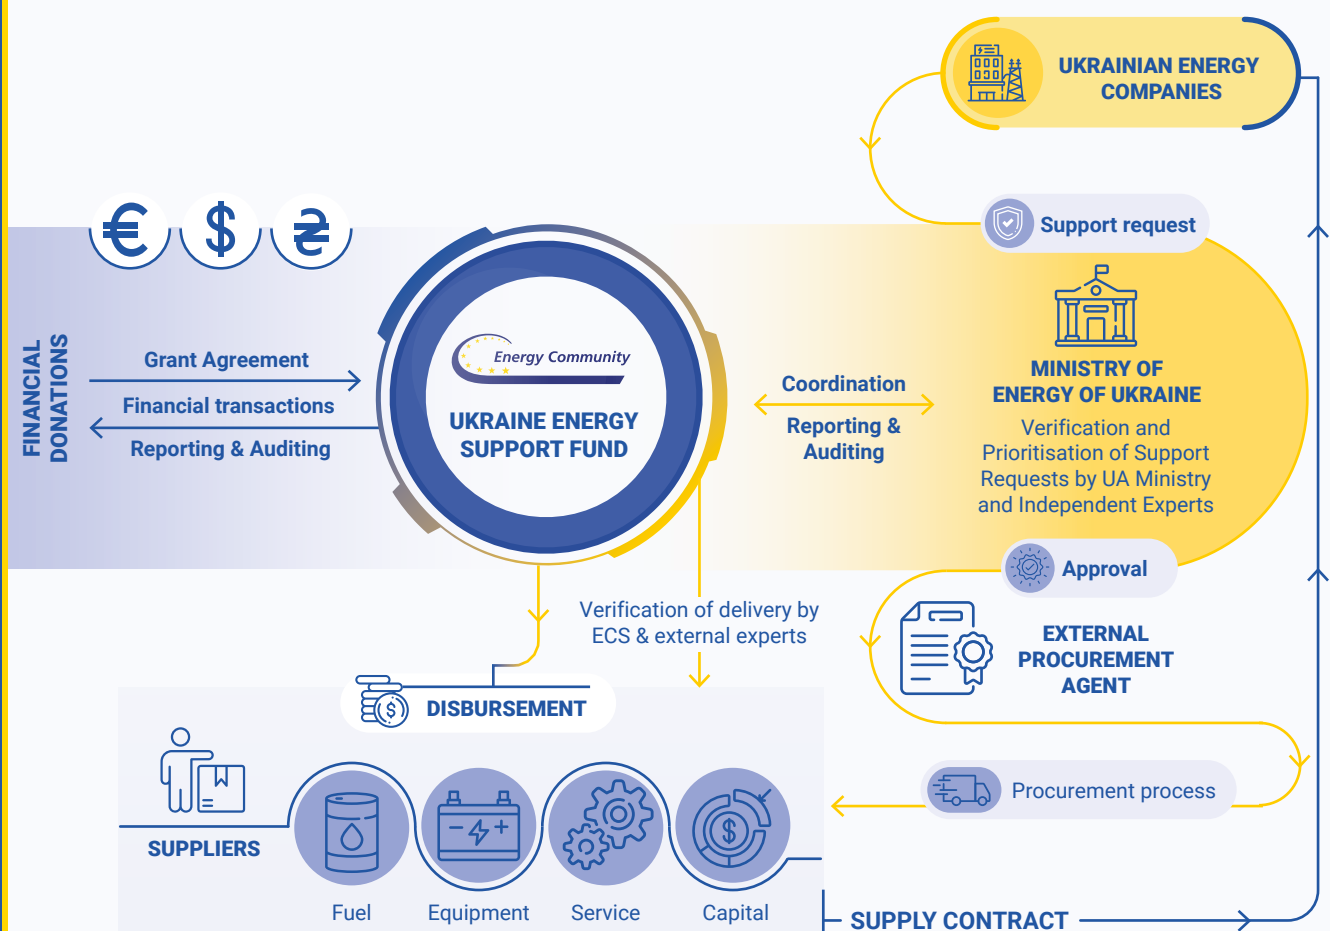 UKRAINIAN ENERGY
COMPANIES
€
$
₴
Support request
FINANCIAL
DONATIONS
Grant Agreement
Financial transactions
Reporting & Auditing
Energy Community
UKRAINE ENERGY
SUPPORT FUND
Coordination
Reporting &
Auditing
MINISTRY OF
ENERGY OF UKRAINE
Verification and
Prioritisation of Support
Requests by UA Ministry
and Independent Experts
Approval
Verification of delivery by
ECS & external experts
EXTERNAL
PROCUREMENT
AGENT
$
DISBURSEMENT
Procurement process
SUPPLIERS
$
Fuel
Equipment
Service
Capital
SUPPLY CONTRACT